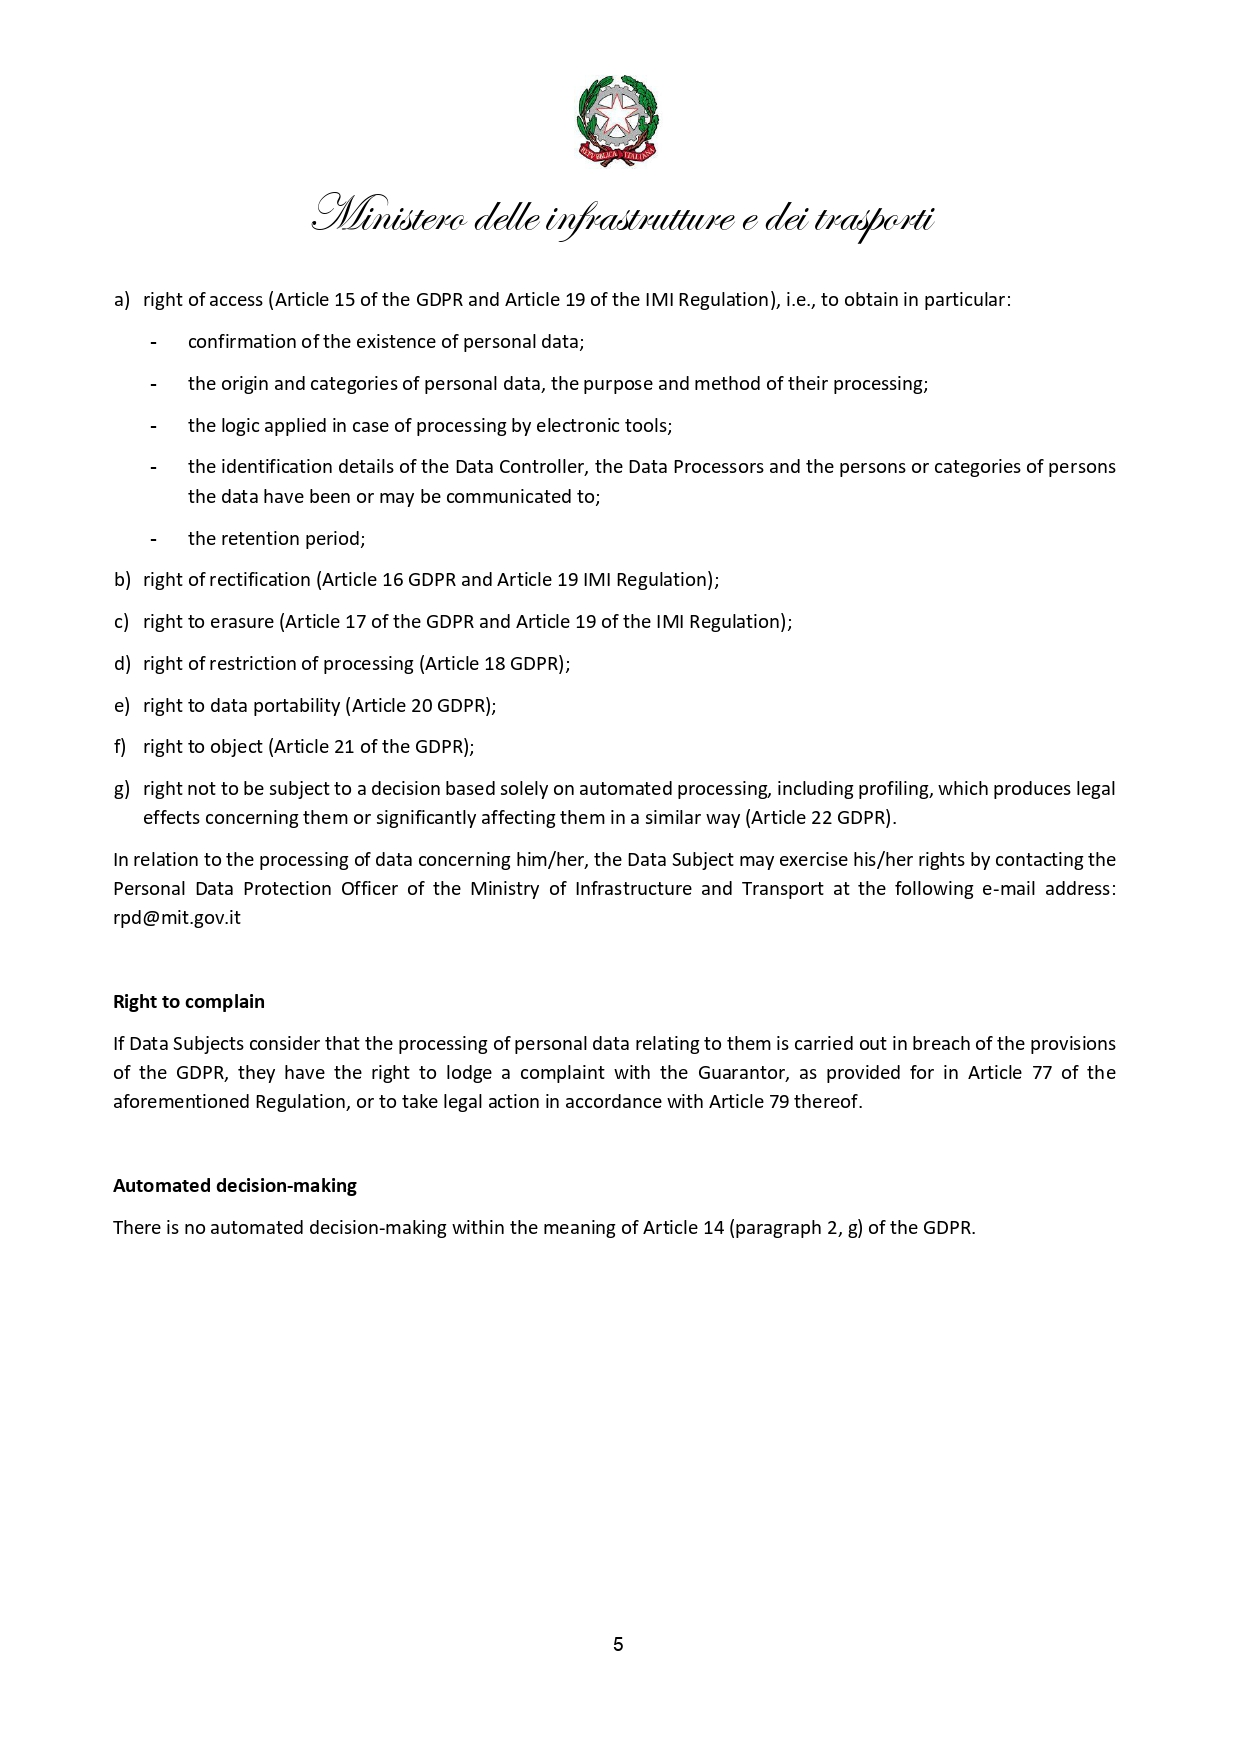 REPVBBLICA ITALIANA
Ministero delle infrastrutture e dei trasporti
a) right of access (Article 15 of the GDPR and Article 19 of the IMI Regulation), i.e., to obtain in particular:
- confirmation of the existence of personal data;
- the origin and categories of personal data, the purpose and method of their processing;
- the logic applied in case of processing by electronic tools;
- the identification details of the Data Controller, the Data Processors and the persons or categories of persons
the data have been or may be communicated to;
- the retention period;
b) right of rectification (Article 16 GDPR and Article 19 IMI Regulation);
c) right to erasure (Article 17 of the GDPR and Article 19 of the IMI Regulation);
d) right of restriction of processing (Article 18 GDPR);
e) right to data portability (Article 20 GDPR);
f) right to object (Article 21 of the GDPR);
g) right not to be subject to a decision based solely on automated processing, including profiling, which produces legal
effects concerning them or significantly affecting them in a similar way (Article 22 GDPR).
In relation to the processing of data concerning him/her, the Data Subject may exercise his/her rights by contacting the
Personal Data Protection Officer of the Ministry of Infrastructure and Transport at the following e-mail address:
rpd@mit.gov.it
Right to complain
If Data Subjects consider that the processing of personal data relating to them is carried out in breach of the provisions
of the GDPR, they have the right to lodge a complaint with the Guarantor, as provided for in Article 77 of the
aforementioned Regulation, or to take legal action in accordance with Article 79 thereof.
Automated decision-making
There is no automated decision-making within the meaning of Article 14 (paragraph 2, g) of the GDPR.
5